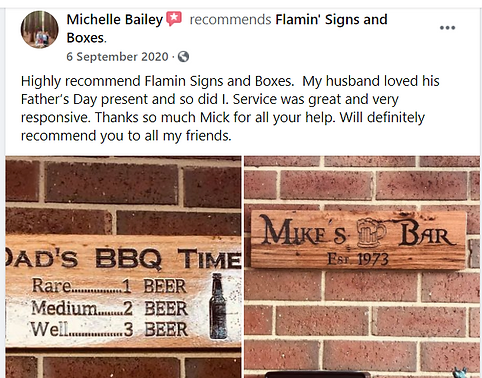 Michelle Bailey recommends Flamin' Signs and
Boxes.
6 September 2020
Highly recommend Flamin Signs and Boxes. My husband loved his
Father's Day present and so did I. Service was great and very
responsive. Thanks so much Mick for all your help. Will definitely
recommend you to all my friends.
DAD'S BBQ TIME
Rare...............1 BEER
Medium.......2 BEER
Well..............3 BEER
MIKE'S BAR
EST 1973